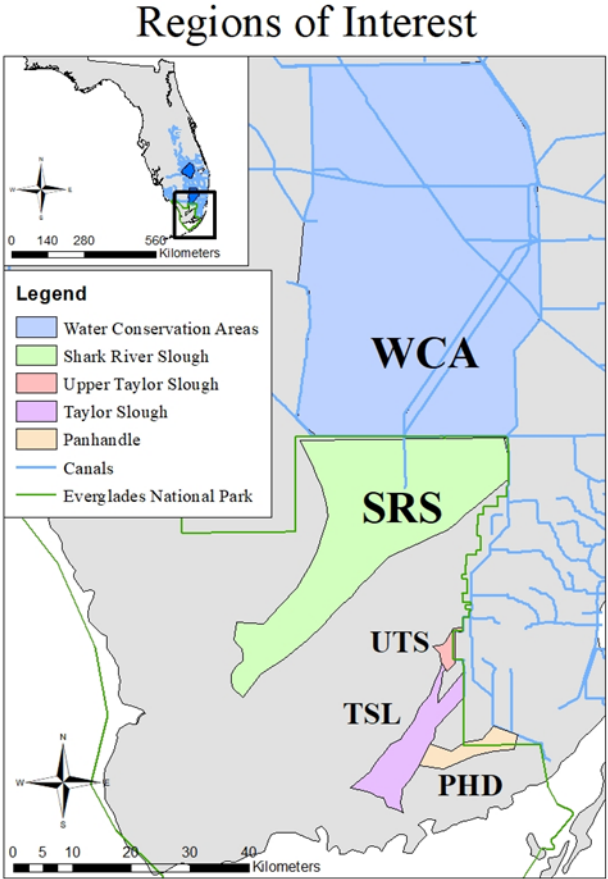 Regions of Interest
N
W E
S
0 140 280 560
Kilometers
Legend
Water Conservation Areas
Shark River Slough
Upper Taylor Slough
Taylor Slough
Panhandle
Canals
Everglades National Park
WCA
SRS
UTS
TSL
PHD
N
W E
S
0 5 10 20 30 40
Kilometers